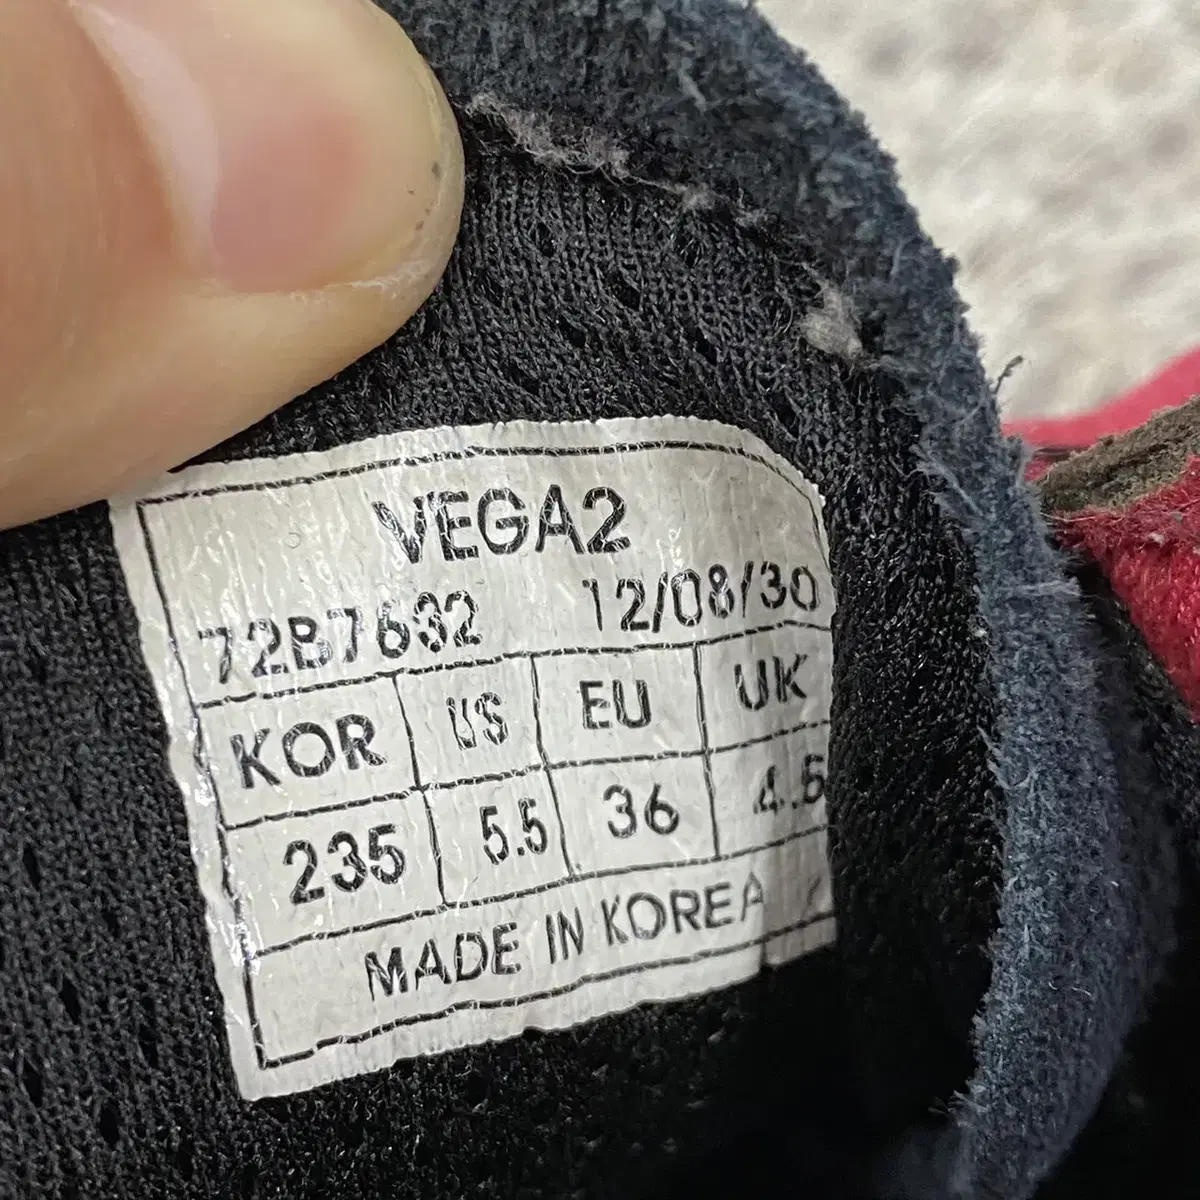 VEGA2
72B7632 12/08/30
KOR US EU UK
235 5.5 36 4.5
MADE IN KOREA